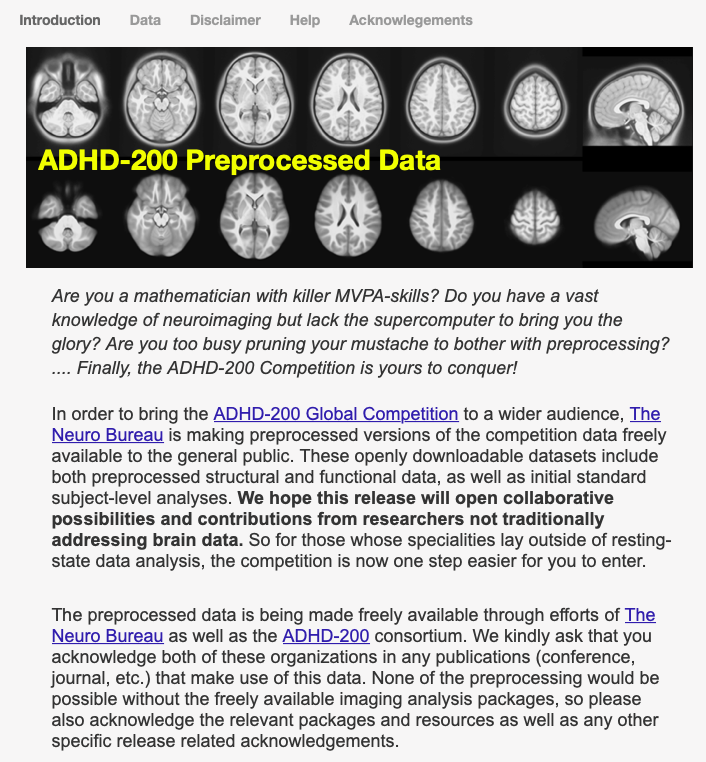 Introduction Data Disclaimer Help Acknowlegements
ADHD-200 Preprocessed Data
Are you a mathematician with killer MVPA-skills? Do you have a vast
knowledge of neuroimaging but lack the supercomputer to bring you the
glory? Are you too busy pruning your mustache to bother with preprocessing?
.... Finally, the ADHD-200 Competition is yours to conquer!
In order to bring the ADHD-200 Global Competition to a wider audience, The
Neuro Bureau is making preprocessed versions of the competition data freely
available to the general public. These openly downloadable datasets include
both preprocessed structural and functional data, as well as initial standard
subject-level analyses. We hope this release will open collaborative
possibilities and contributions from researchers not traditionally
addressing brain data. So for those whose specialities lay outside of resting-
state data analysis, the competition is now one step easier for you to enter.
The preprocessed data is being made freely available through efforts of The
Neuro Bureau as well as the ADHD-200 consortium. We kindly ask that you
acknowledge both of these organizations in any publications (conference,
journal, etc.) that make use of this data. None of the preprocessing would be
possible without the freely available imaging analysis packages, so please
also acknowledge the relevant packages and resources as well as any other
specific release related acknowledgements.